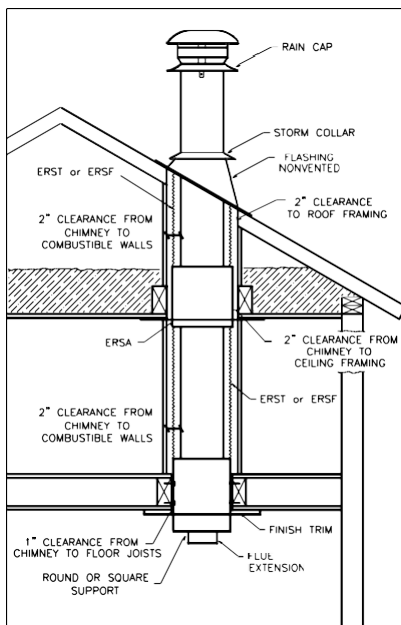 RAIN CAP
STORM COLLAR
FLASHING
NONVENTED
ERST or ERSF
2" CLEARANCE
TO ROOF FRAMING
2" CLEARANCE FROM
CHIMNEY TO
COMBUSTIBLE WALLS
ERSA
2" CLEARANCE FROM
CHIMNEY TO
CEILING FRAMING
ERST or ERSF
2" CLEARANCE FROM
CHIMNEY TO
COMBUSTIBLE WALLS
1" CLEARANCE FROM
CHIMNEY TO FLOOR JOISTS
FINISH TRIM
ROUND OR SQUARE
SUPPORT
FLUE
EXTENSION